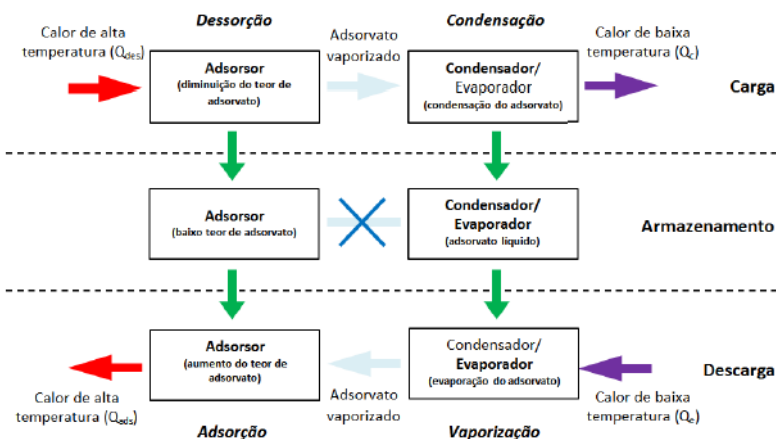 Dessorção
Condensação
Calor de alta
temperatura (Qdes)
Adsorsor
(diminuição do teor de
adsorvato)
Adsorvato
vaporizado
Condensador/
Evaporador
(condensação do adsorvato)
Calor de baixa
temperatura (Qc)
Carga
Adsorsor
(baixo teor de adsorvato)
Condensador/
Evaporador
(adsorvato líquido)
Armazenamento
Adsorsor
(aumento do teor de
adsorvato)
Condensador/
Evaporador
(evaporação do adsorvato)
Descarga
Calor de alta
temperatura (Qads)
Adsorvato
vaporizado
Calor de baixa
temperatura (Qe)
Adsorção
Vaporização